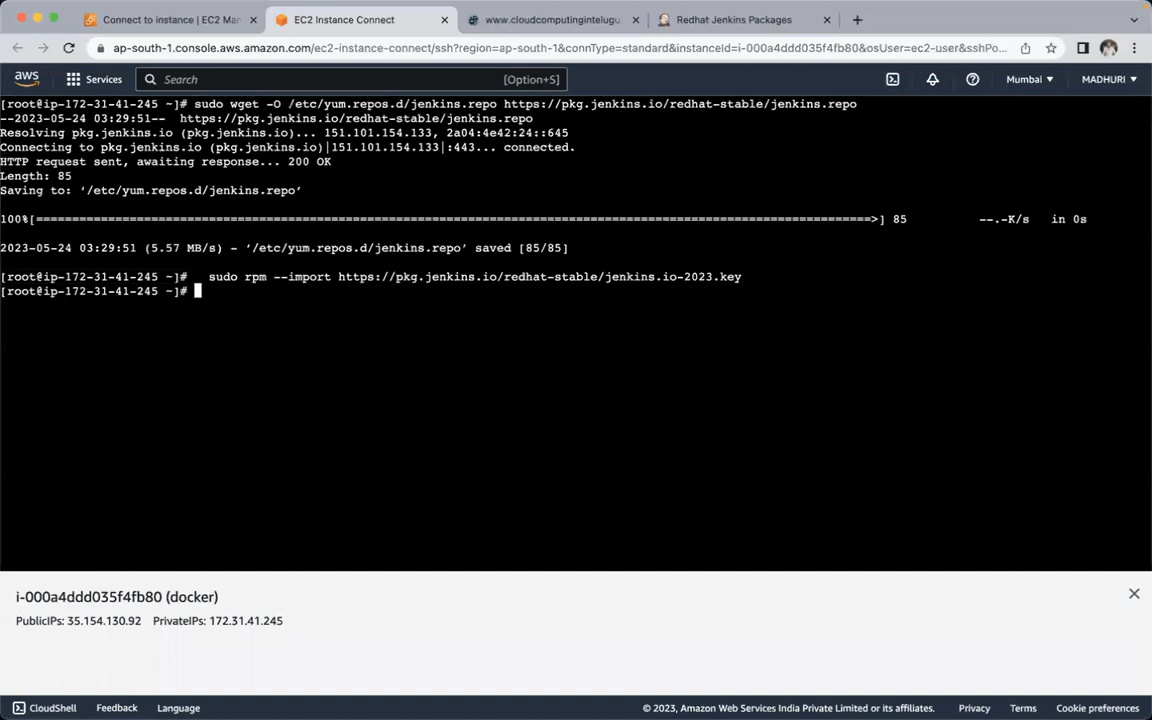 Connect to instance | EC2 Ma
EC2 Instance Connect
www.cloudcomputingintelugu.
Redhat Jenkins Packages
ap-south-1.console.aws.amazon.com/ec2-instance-connect/ssh?region=ap-south-1&connType=standard&instanceId=i-000a4ddd035f4fb80&osUser=ec2-user&sshPo...
aws
Services
Search
[Option+S]
Mumbai
MADHURI
[root@ip-172-31-41-245 ~]# sudo wget -O /etc/yum.repos.d/jenkins.repo https://pkg.jenkins.io/redhat-stable/jenkins.repo
--2023-05-24 03:29:51-- https://pkg.jenkins.io/redhat-stable/jenkins.repo
Resolving pkg.jenkins.io (pkg.jenkins.io)... 151.101.154.133, 2a04:4e42:24::645
Connecting to pkg.jenkins.io (pkg.jenkins.io)|151.101.154.133|:443... connected.
HTTP request sent, awaiting response... 200 OK
Length: 85
Saving to: ‘/etc/yum.repos.d/jenkins.repo’
100%[=====================================================================================================================>] 85 --.-K/s in 0s
2023-05-24 03:29:51 (5.57 MB/s) - ‘/etc/yum.repos.d/jenkins.repo’ saved [85/85]
[root@ip-172-31-41-245 ~]# sudo rpm --import https://pkg.jenkins.io/redhat-stable/jenkins.io-2023.key
[root@ip-172-31-41-245 ~]#
i-000a4ddd035f4fb80 (docker)
PublicIPs: 35.154.130.92 PrivateIPs: 172.31.41.245
CloudShell
Feedback
Language
© 2023, Amazon Web Services India Private Limited or its affiliates.
Privacy
Terms
Cookie preferences